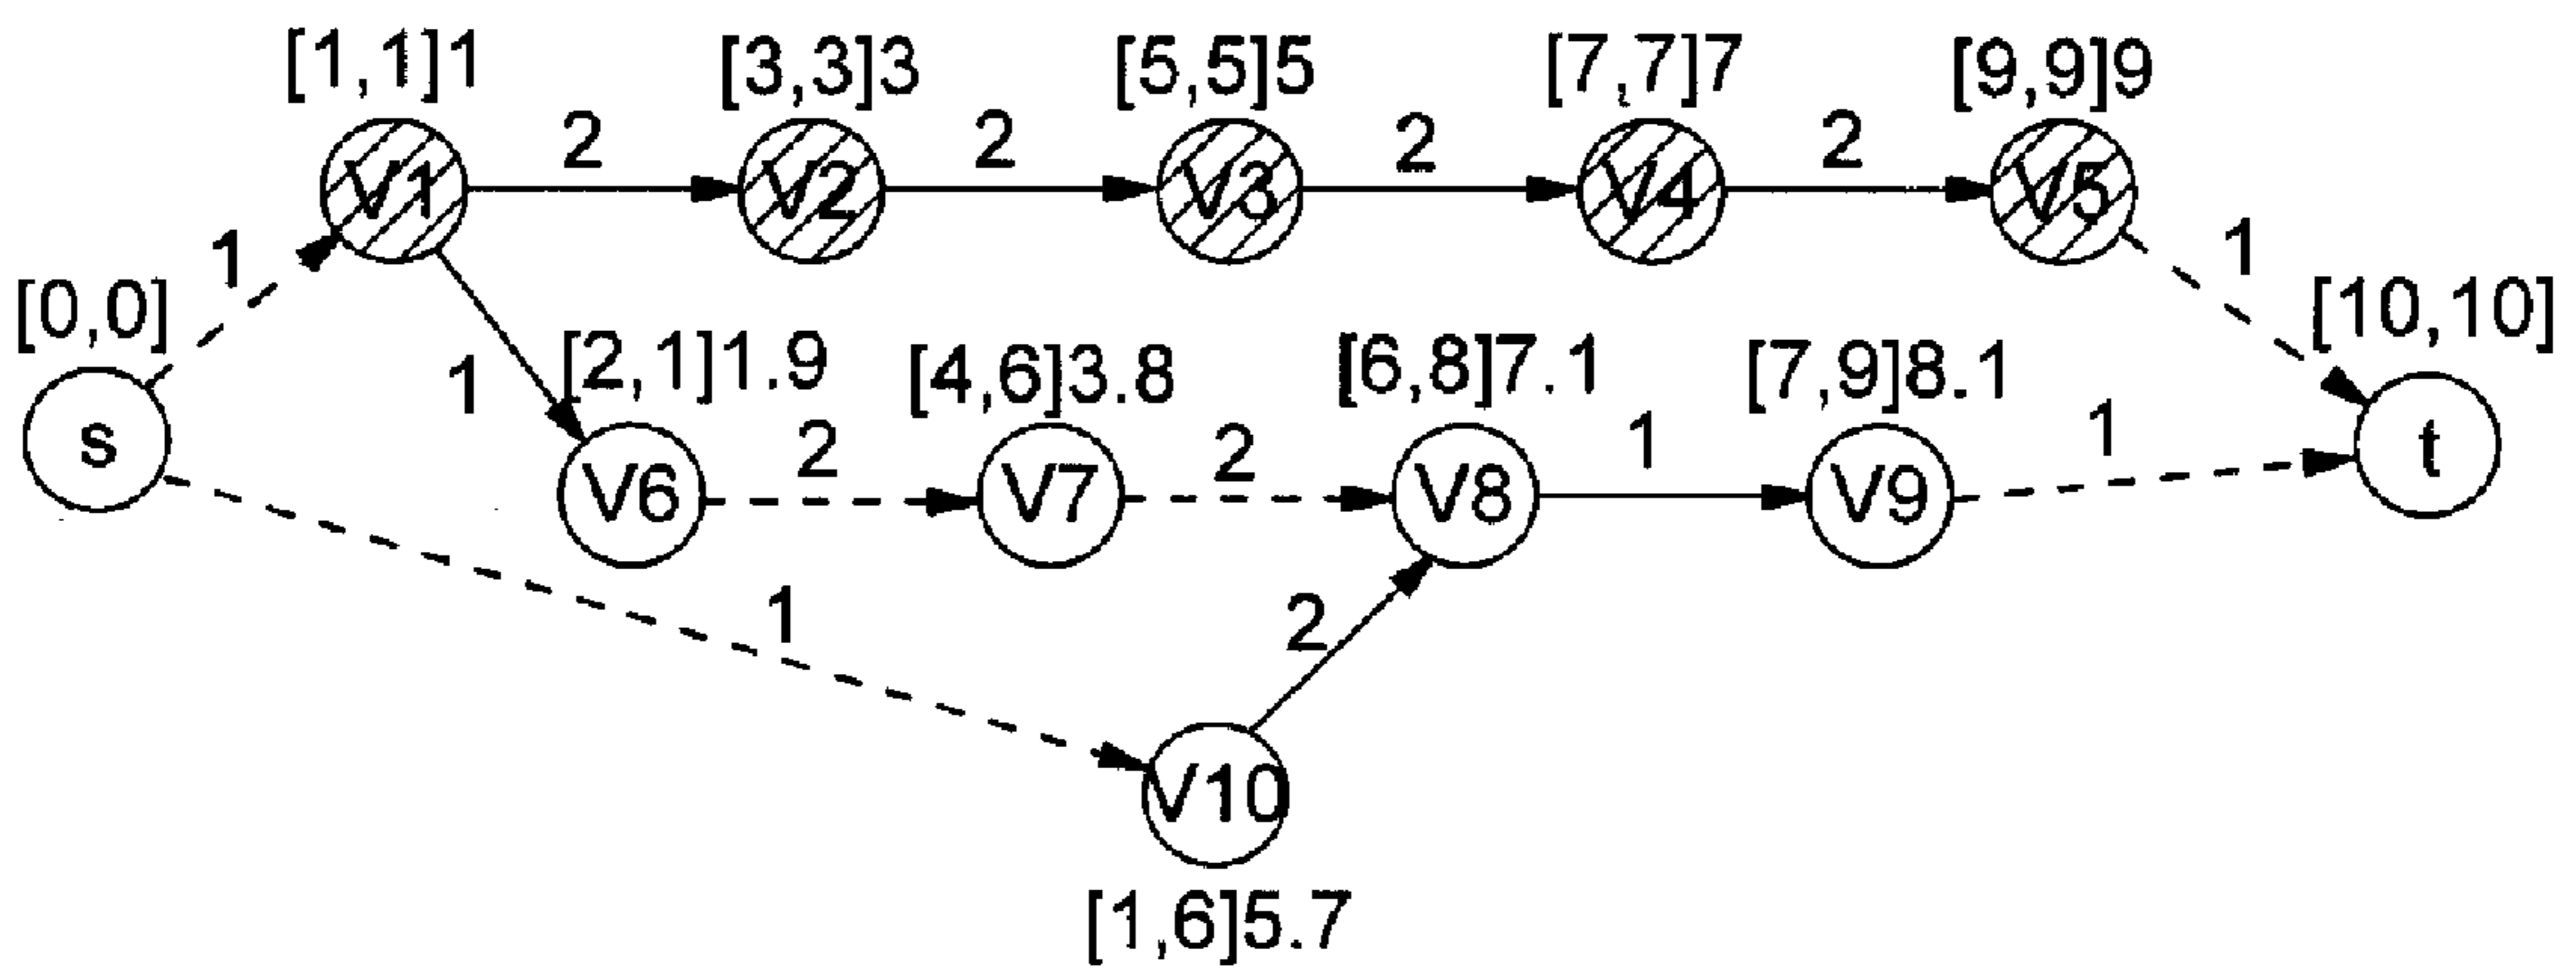 [1,1]1
[3,3]3
[5,5]5
[7,7]7
[9,9]9
2
2
2
2
V1
V2
V3
V4
V5
1
1
[0,0]
[10,10]
1
[2,1]1.9
[4,6]3.8
[6,8]7.1
[7,9]8.1
2
2
1
1
s
V6
V7
V8
V9
t
1
2
V10
[1,6]5.7